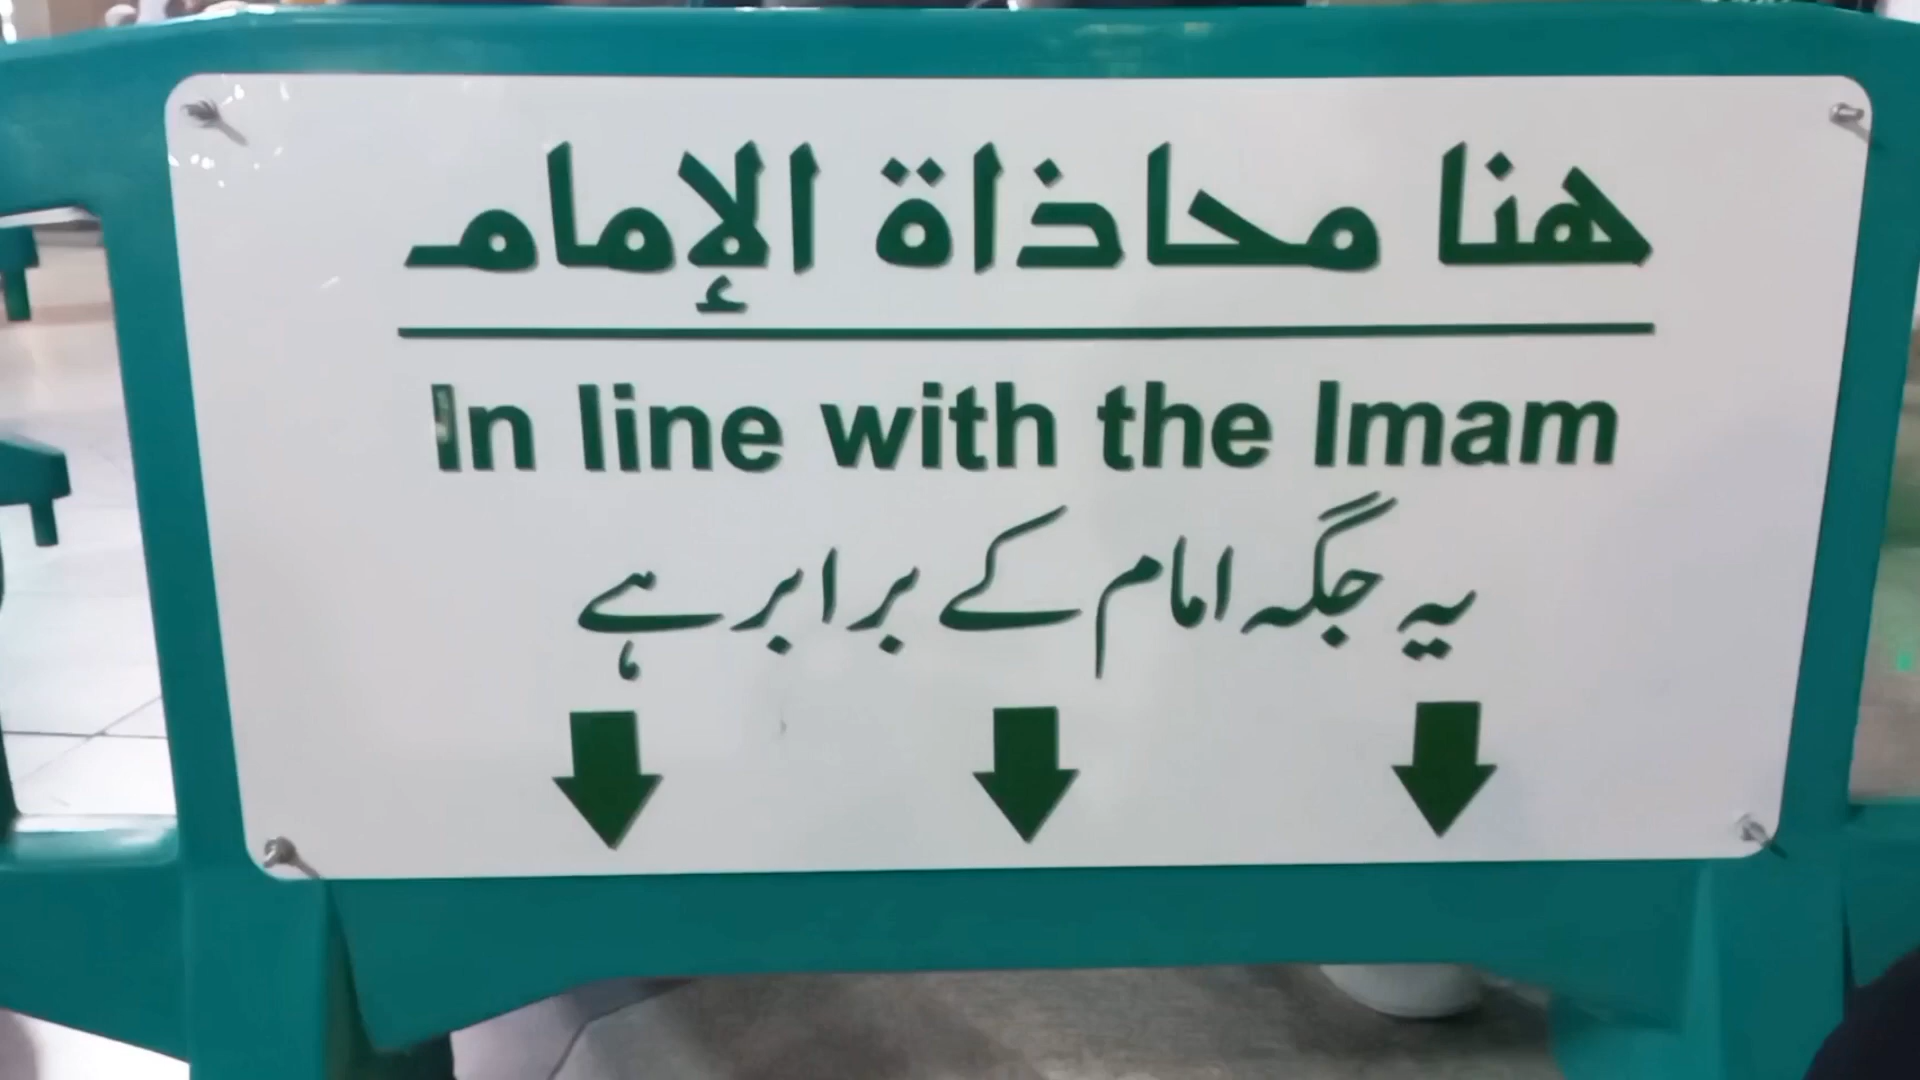 هنا محاذاة الإمام
In line with the Imam
یہ جگہ امام کے برابر ہے